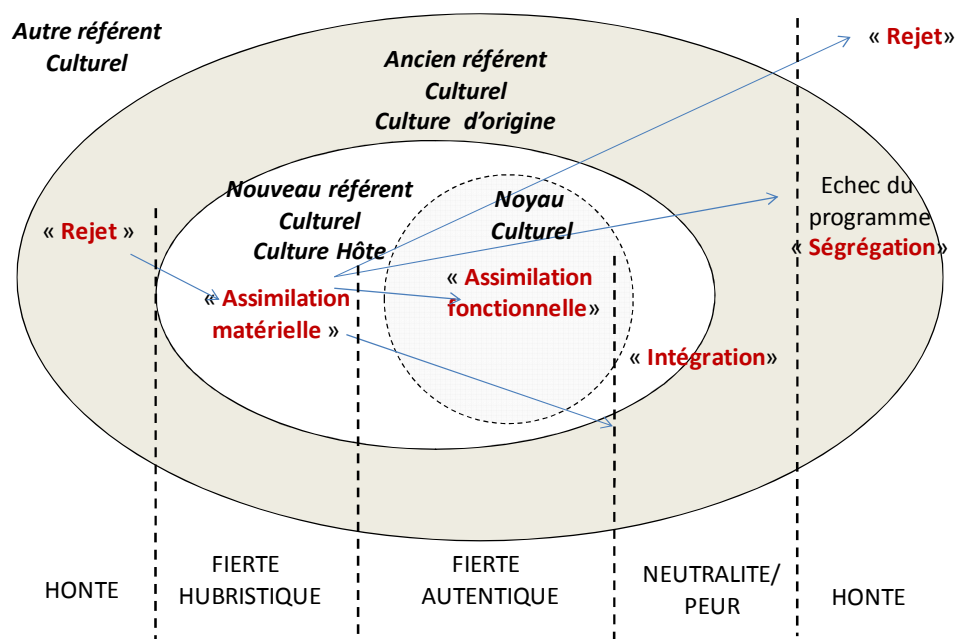 Autre référent
Culturel
« Rejet»
Ancien référent
Culturel
Culture d'origine
Nouveau référent
Culturel
Culture Hôte
Noyau
Culturel
Echec du
programme
« Ségrégation»
« Rejet »
« Assimilation
matérielle »
« Assimilation
fonctionnelle»
« Intégration»
HONTE
FIERTE
HUBRISTIQUE
FIERTE
AUTENTIQUE
NEUTRALITE/
PEUR
HONTE